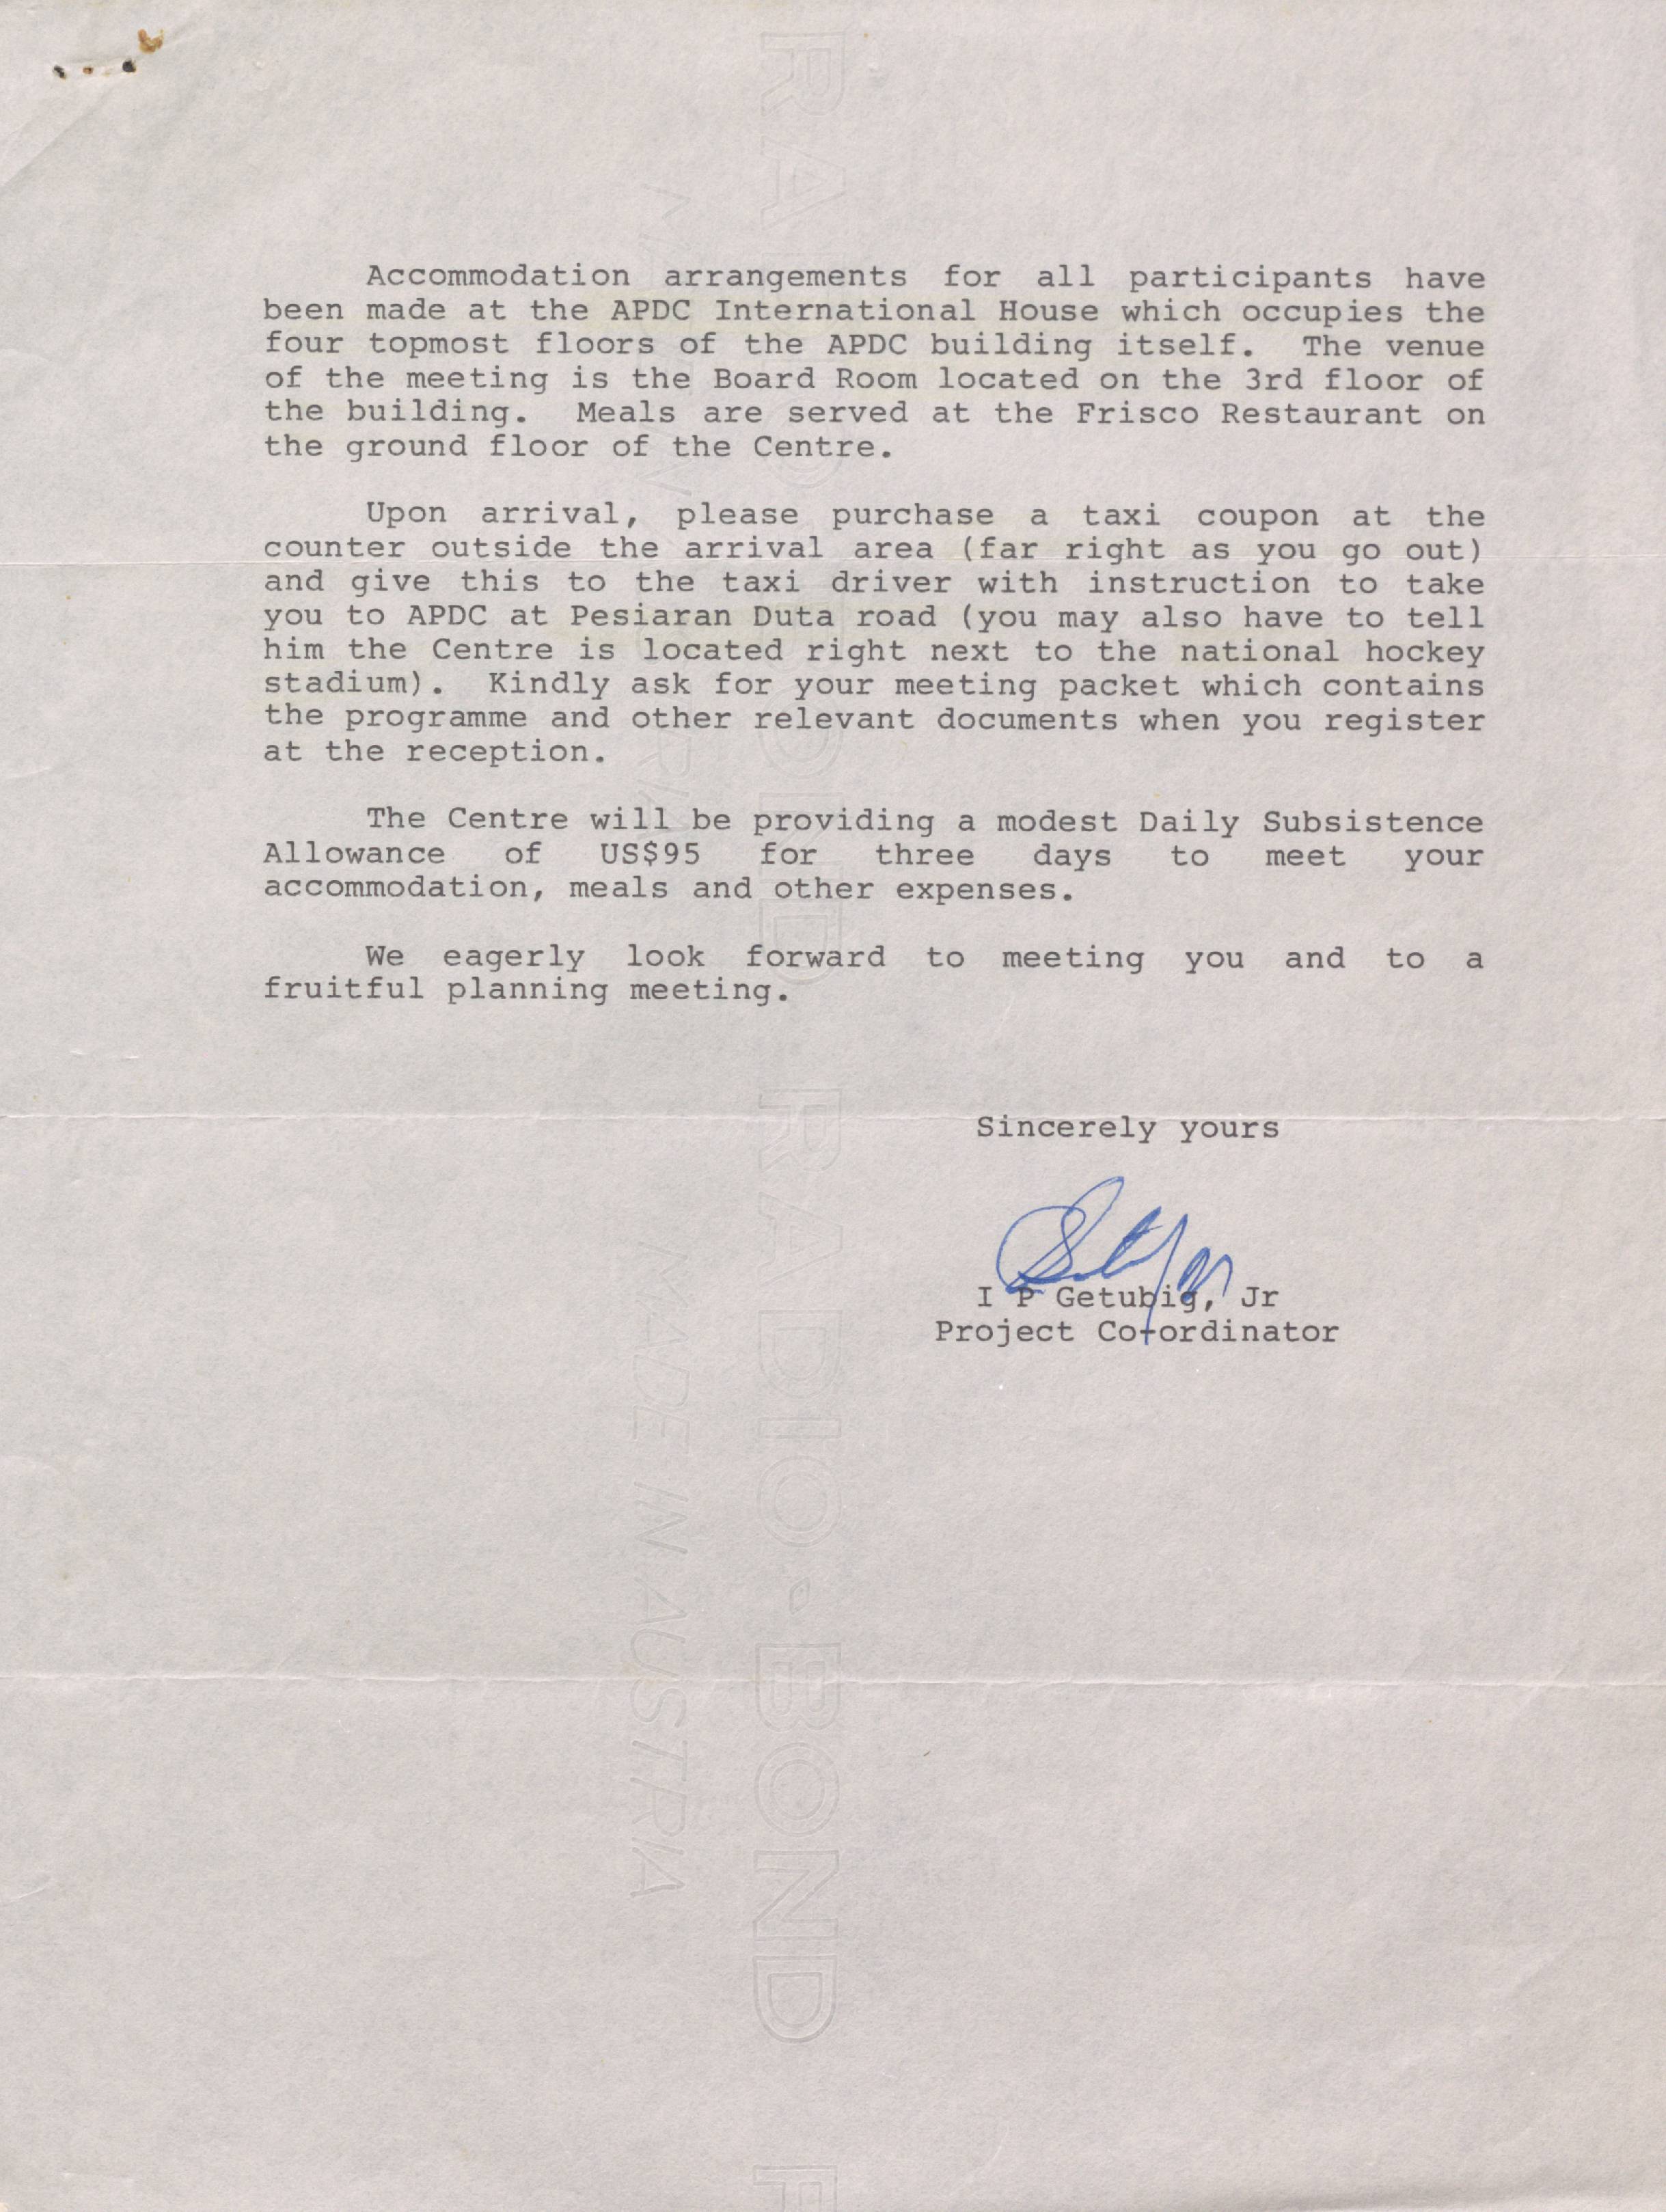 Accommodation arrangements for all participants have
been made at the APDC International House which occupies the
four topmost floors of the APDC building itself. The venue
of the meeting is the Board Room located on the 3rd floor of
the building. Meals are served at the Frisco Restaurant on
the ground floor of the Centre.
Upon arrival, please purchase a taxi coupon at the
counter outside the arrival area (far right as you go out)
and give this to the taxi driver with instruction to take
you to APDC at Pesiaran Duta road (you may also have to tell
him the Centre is located right next to the national hockey
stadium). Kindly ask for your meeting packet which contains
the programme and other relevant documents when you register
at the reception.
The Centre will be providing a modest Daily Subsistence
Allowance of US$95 for three days to meet your
accommodation, meals and other expenses.
We eagerly look forward to meeting you and to a
fruitful planning meeting.
Sincerely yours
I P Getubig, Jr
Project Co-ordinator
RADIO-BOND
MADE IN AUSTRIA